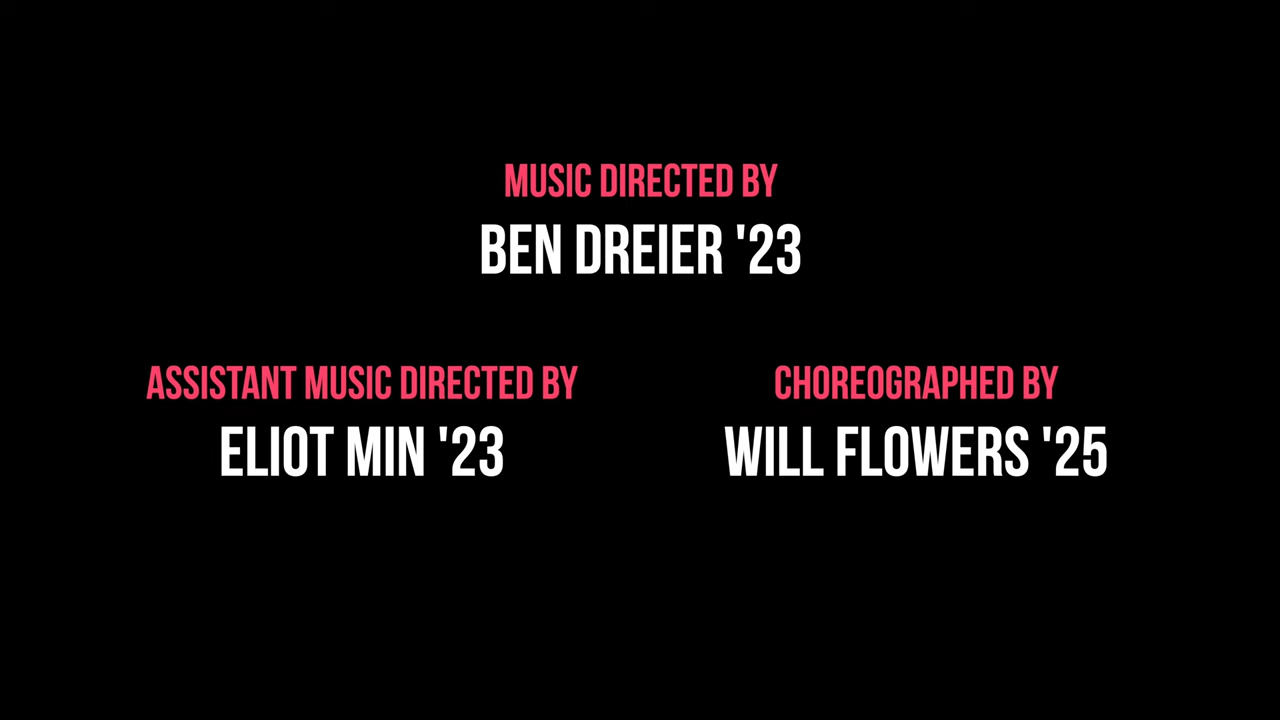 MUSIC DIRECTED BY
BEN DREIER '23
ASSISTANT MUSIC DIRECTED BY
ELIOT MIN '23
CHOREOGRAPHED BY
WILL FLOWERS '25